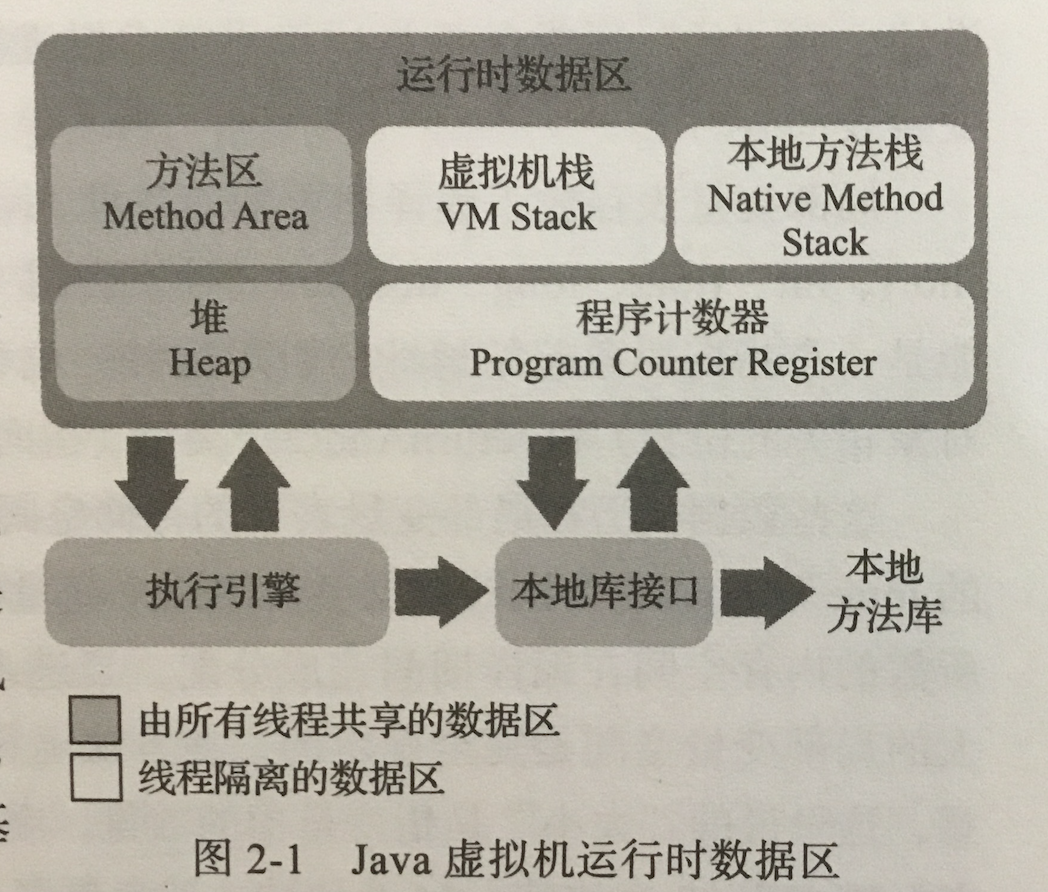 运行时数据区
方法区
Method Area
虚拟机栈
VM Stack
本地方法栈
Native Method
Stack
堆
Heap
程序计数器
Program Counter Register
执行引擎
本地库接口
本地
方法库
由所有线程共享的数据区
线程隔离的数据区
图 2-1 Java 虚拟机运行时数据区